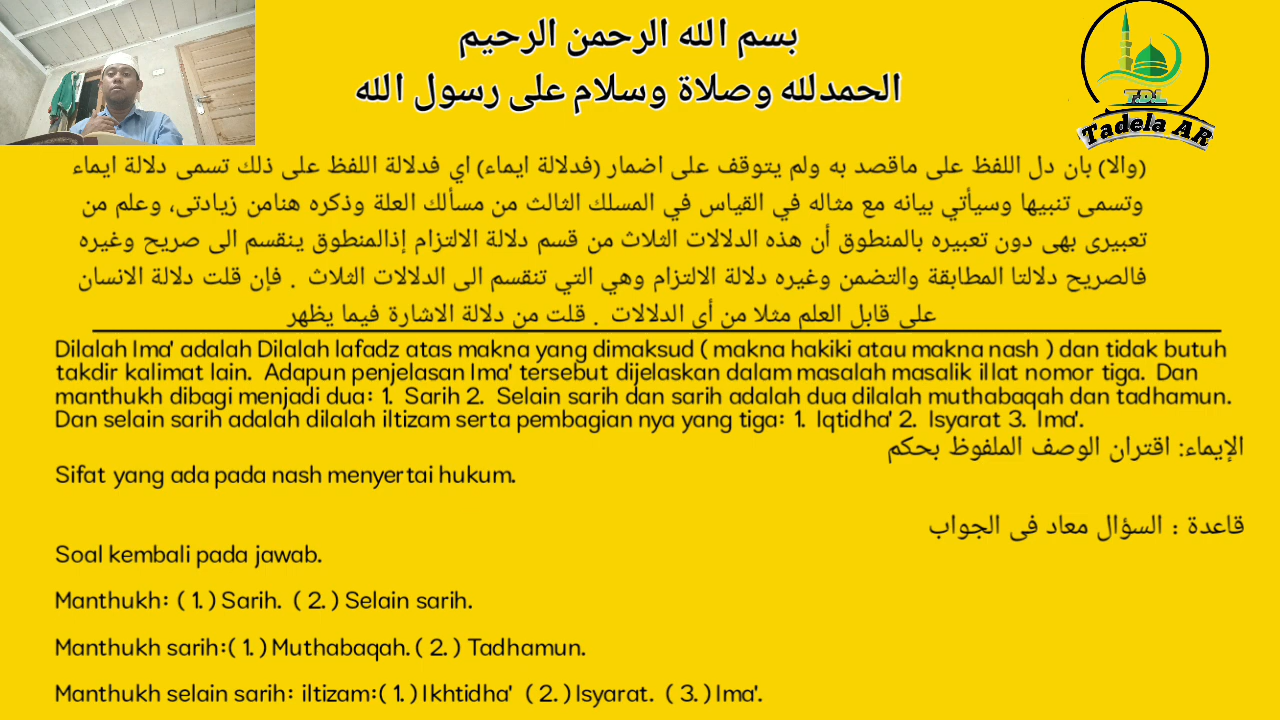 بسم الله الرحمن الرحيم
الحمدلله وصلاة وسلام على رسول الله
T.D.L
Tadela AR
(والا) بان دل اللفظ على ماقصد به ولم يتوقف على اضمار (فدلالة ايماء) اي فدلالة اللفظ على ذلك تسمى دلالة ايماء
وتسمى تنبيها وسيأتي بيانه مع مثاله في القياس في المسلك الثالث من مسألك العلة وذكره هنامن زيادتى، وعلم من
تعبيرى بهى دون تعبيره بالمنطوق أن هذه الدلالات الثلاث من قسم دلالة الالتزام إذالمنطوق ينقسم الى صريح وغيره
فالصريح دلالتا المطابقة والتضمن وغيره دلالة الالتزام وهي التي تنقسم الى الدلالات الثلاث . فإن قلت دلالة الانسان
على قابل العلم مثلا من أى الدلالات . قلت من دلالة الاشارة فيما يظهر
Dilalah Ima' adalah Dilalah lafadz atas makna yang dimaksud ( makna hakiki atau makna nash ) dan tidak butuh
takdir kalimat lain. Adapun penjelasan Ima' tersebut dijelaskan dalam masalah masalik illat nomor tiga. Dan
manthukh dibagi menjadi dua: 1. Sarih 2. Selain sarih dan sarih adalah dua dilalah muthabaqah dan tadhamun.
Dan selain sarih adalah dilalah iltizam serta pembagian nya yang tiga: 1. Iqtidha' 2. Isyarat 3. Ima'.
الإيماء: اقتران الوصف الملفوظ بحكم
Sifat yang ada pada nash menyertai hukum.
قاعدة : السؤال معاد فى الجواب
Soal kembali pada jawab.
Manthukh: ( 1. ) Sarih. ( 2. ) Selain sarih.
Manthukh sarih:( 1. ) Muthabaqah. ( 2. ) Tadhamun.
Manthukh selain sarih: iltizam:( 1. ) Ikhtidha' ( 2. ) Isyarat. ( 3. ) Ima'.